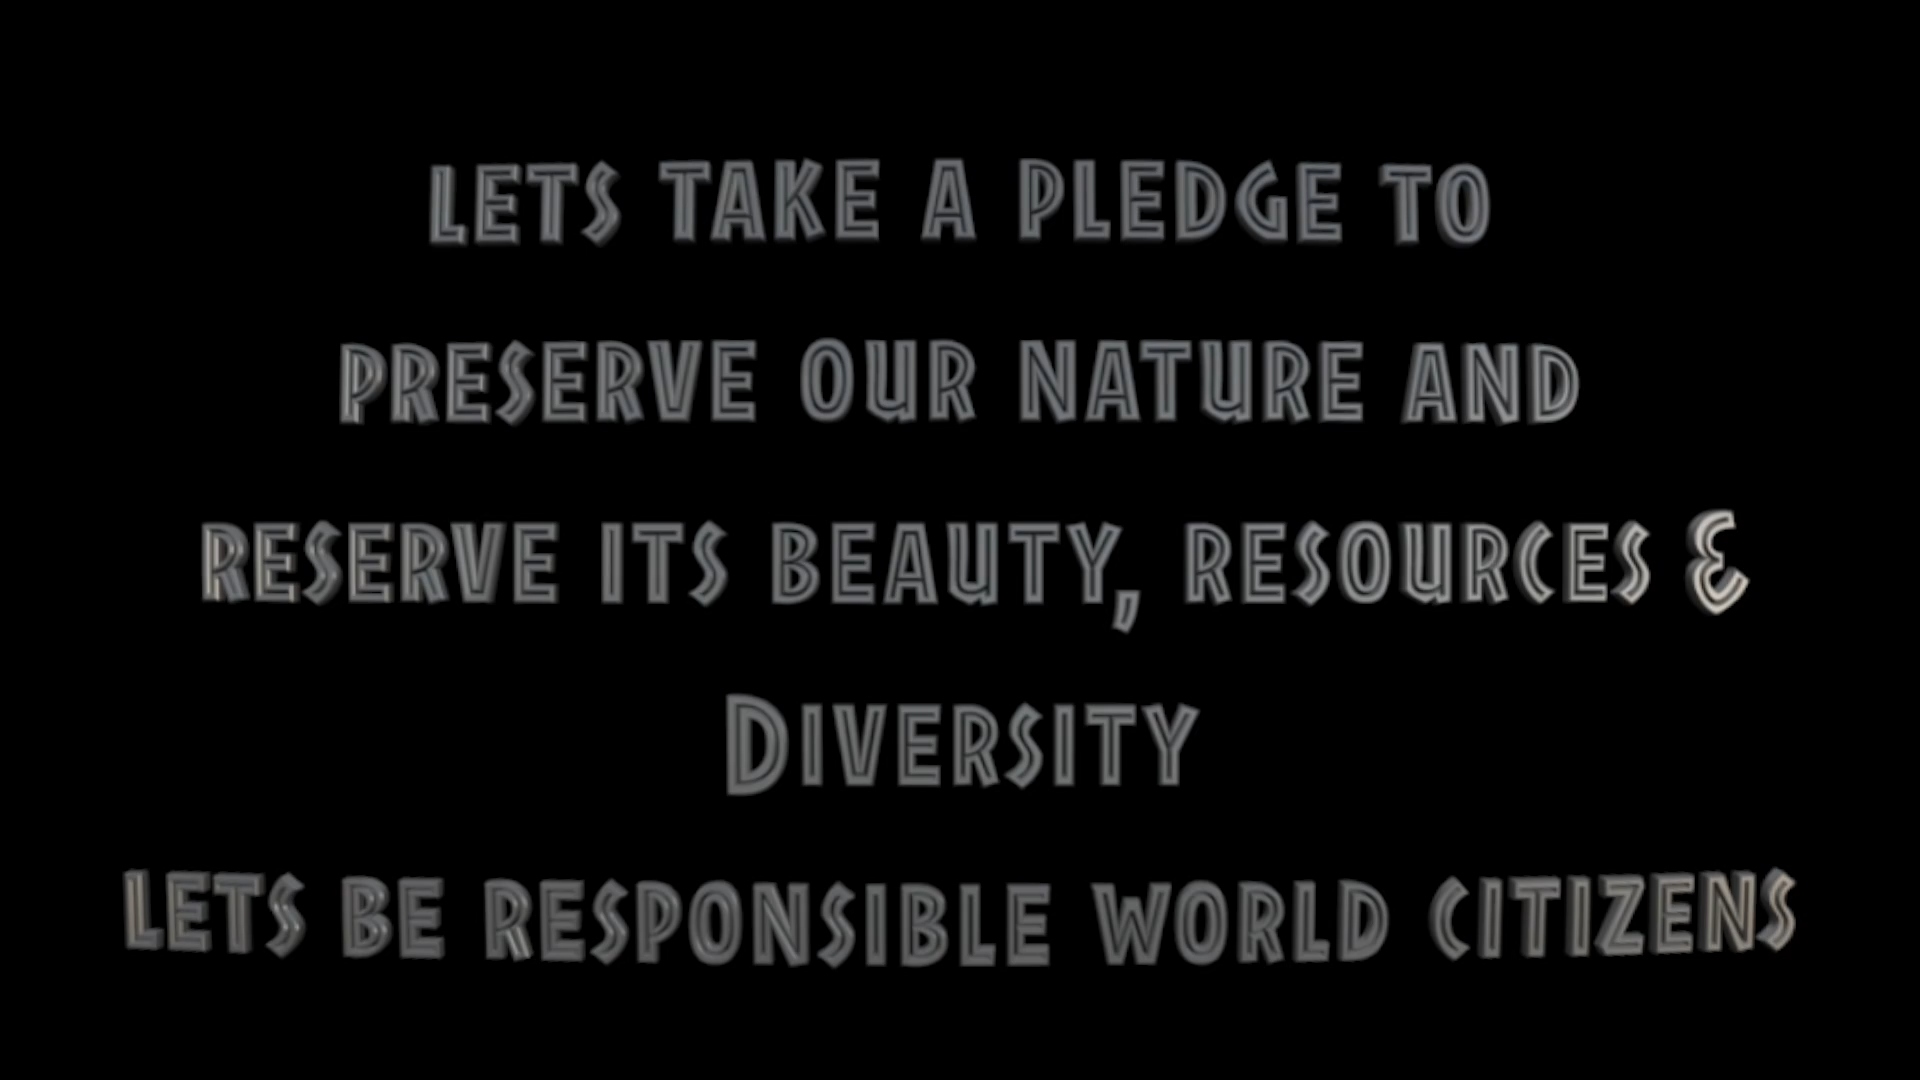 LETS TAKE A PLEDGE TO
PRESERVE OUR NATURE AND
RESERVE ITS BEAUTY, RESOURCES &
DIVERSITY
LETS BE RESPONSIBLE WORLD CITIZENS